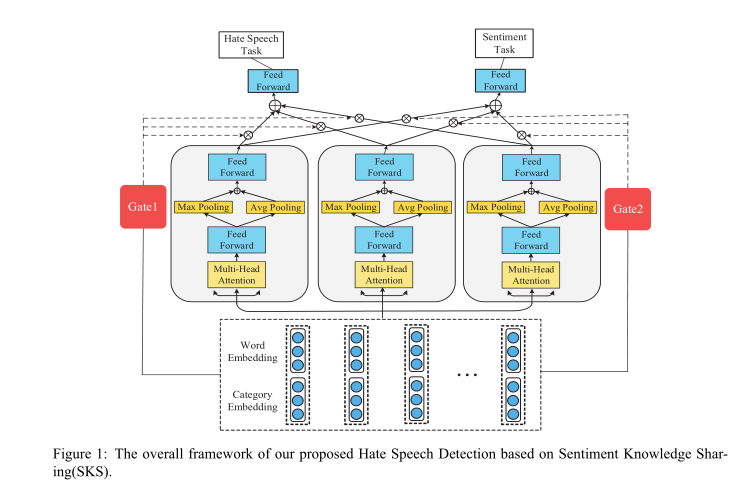 Hate Speech
Task
Sentiment
Task
Feed
Forward
Feed
Forward
Feed
Forward
Feed
Forward
Feed
Forward
Gate1
Max Pooling
Avg Pooling
Max Pooling
Avg Pooling
Max Pooling
Avg Pooling
Gate2
Feed
Forward
Feed
Forward
Feed
Forward
Multi-Head
Attention
Multi-Head
Attention
Multi-Head
Attention
Word
Embedding
...
Category
Embedding
Figure 1: The overall framework of our proposed Hate Speech Detection based on Sentiment Knowledge Shar-
ing(SKS).